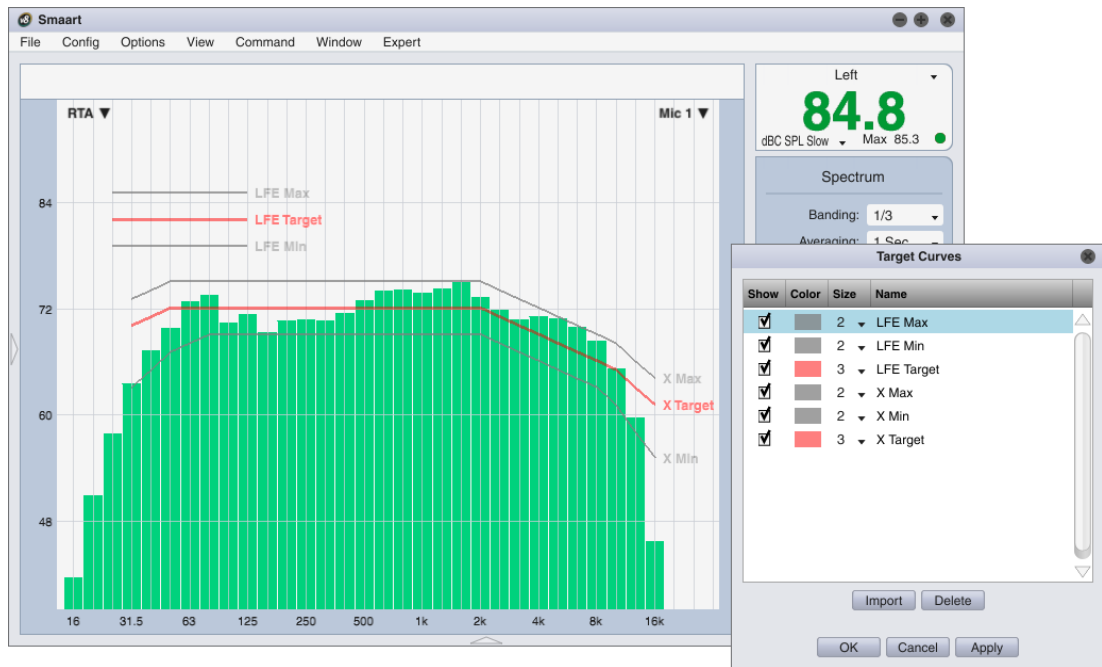 v8 Smaart
File Config Options View Command Window Expert
RTA ▼ Mic 1 ▼
LFE Max
84
LFE Target
LFE Min
72
X Max
60
X Target
X Min
48
16 31.5 63 125 250 500 1k 2k 4k 8k 16k
Left
84.8
dBC SPL Slow Max 85.3
Spectrum
Banding: 1/3
Averaging: 1 Sec
Target Curves
Show Color Size Name
2 LFE Max
2 LFE Min
3 LFE Target
2 X Max
2 X Min
3 X Target
Import Delete
OK Cancel Apply